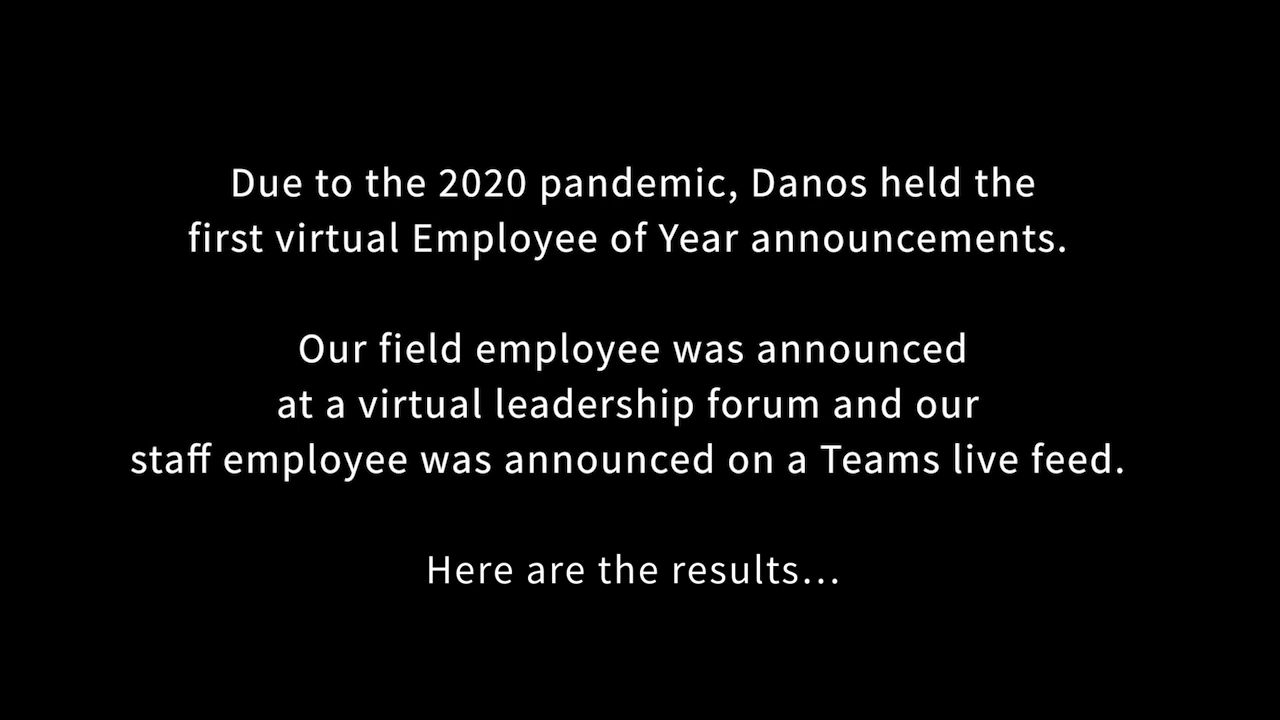 Due to the 2020 pandemic, Danos held the
first virtual Employee of Year announcements.
Our field employee was announced
at a virtual leadership forum and our
staff employee was announced on a Teams live feed.
Here are the results...